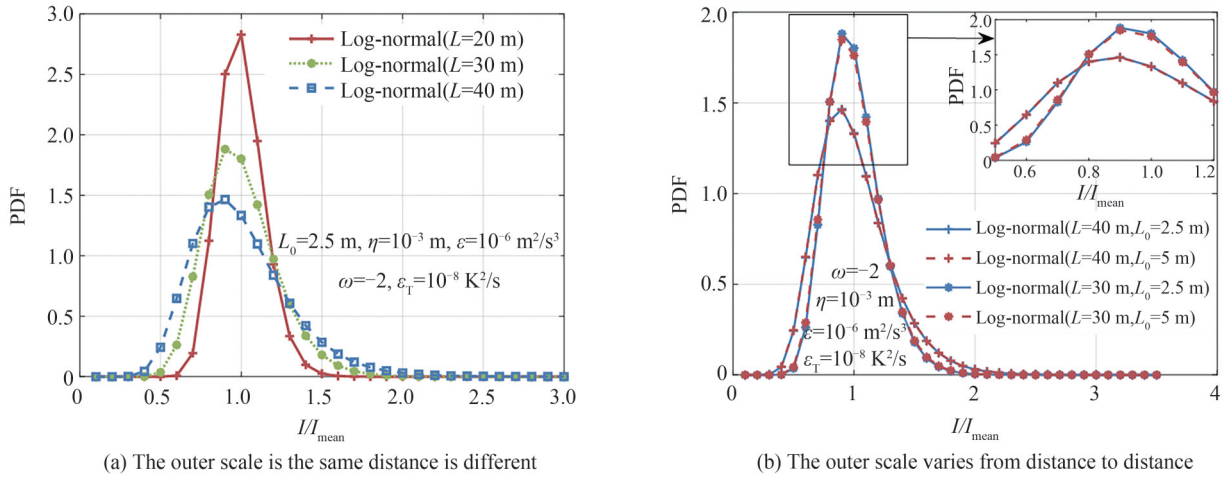 3.0
2.5
2.0
1.5
1.0
0.5
0
PDF
Log-normal(L=20 m)
Log-normal(L=30 m)
Log-normal(L=40 m)
L₀=2.5 m, η=10⁻³ m, ε=10⁻⁶ m²/s³
ω=−2, ε_T=10⁻⁸ K²/s
0 0.5 1.0 1.5 2.0 2.5 3.0
I/I_mean
(a) The outer scale is the same distance is different
2.0
1.5
1.0
0.5
0
PDF
2.0
1.5
1.0
0.5
0
PDF
0.6 0.8 1.0 1.2
I/I_mean
Log-normal(L=40 m,L₀=2.5 m)
Log-normal(L=40 m,L₀=5 m)
Log-normal(L=30 m,L₀=2.5 m)
Log-normal(L=30 m,L₀=5 m)
ω=−2
η=10⁻³ m
ε=10⁻⁶ m²/s³
ε_T=10⁻⁸ K²/s
0 1 2 3 4
I/I_mean
(b) The outer scale varies from distance to distance